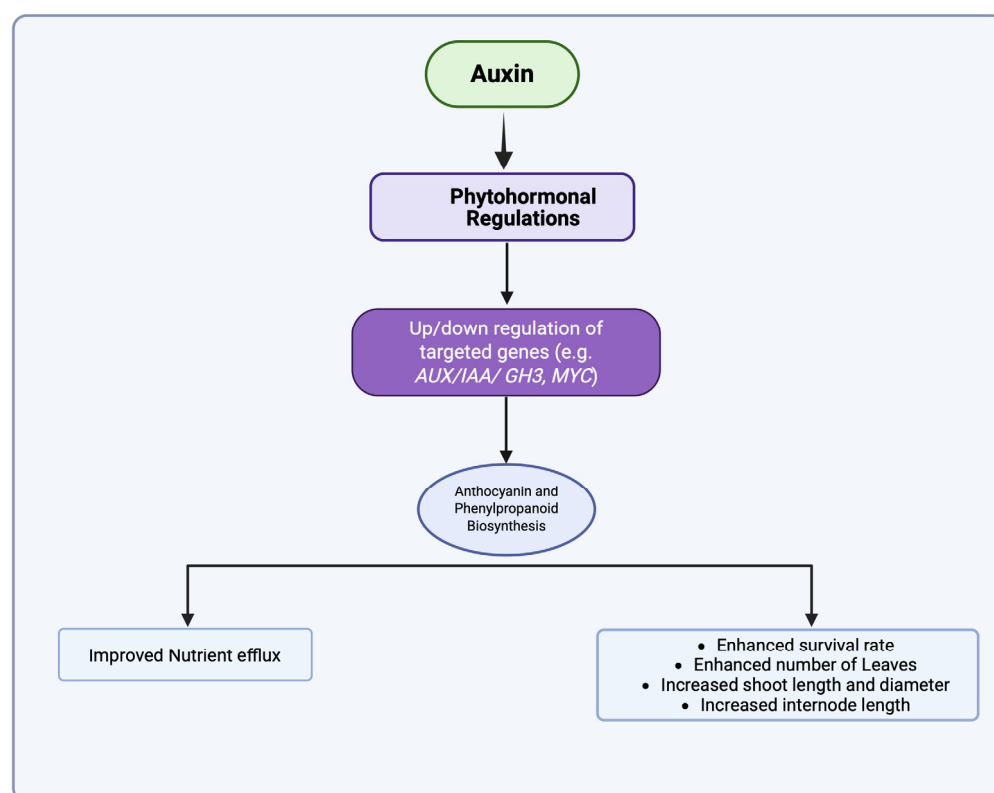 Auxin
Phytohormonal
Regulations
Up/down regulation of
targeted genes (e.g.
AUX/IAA/ GH3, MYC)
Anthocyanin and
Phenylpropanoid
Biosynthesis
Improved Nutrient efflux
• Enhanced survival rate
• Enhanced number of Leaves
• Increased shoot length and diameter
• Increased internode length